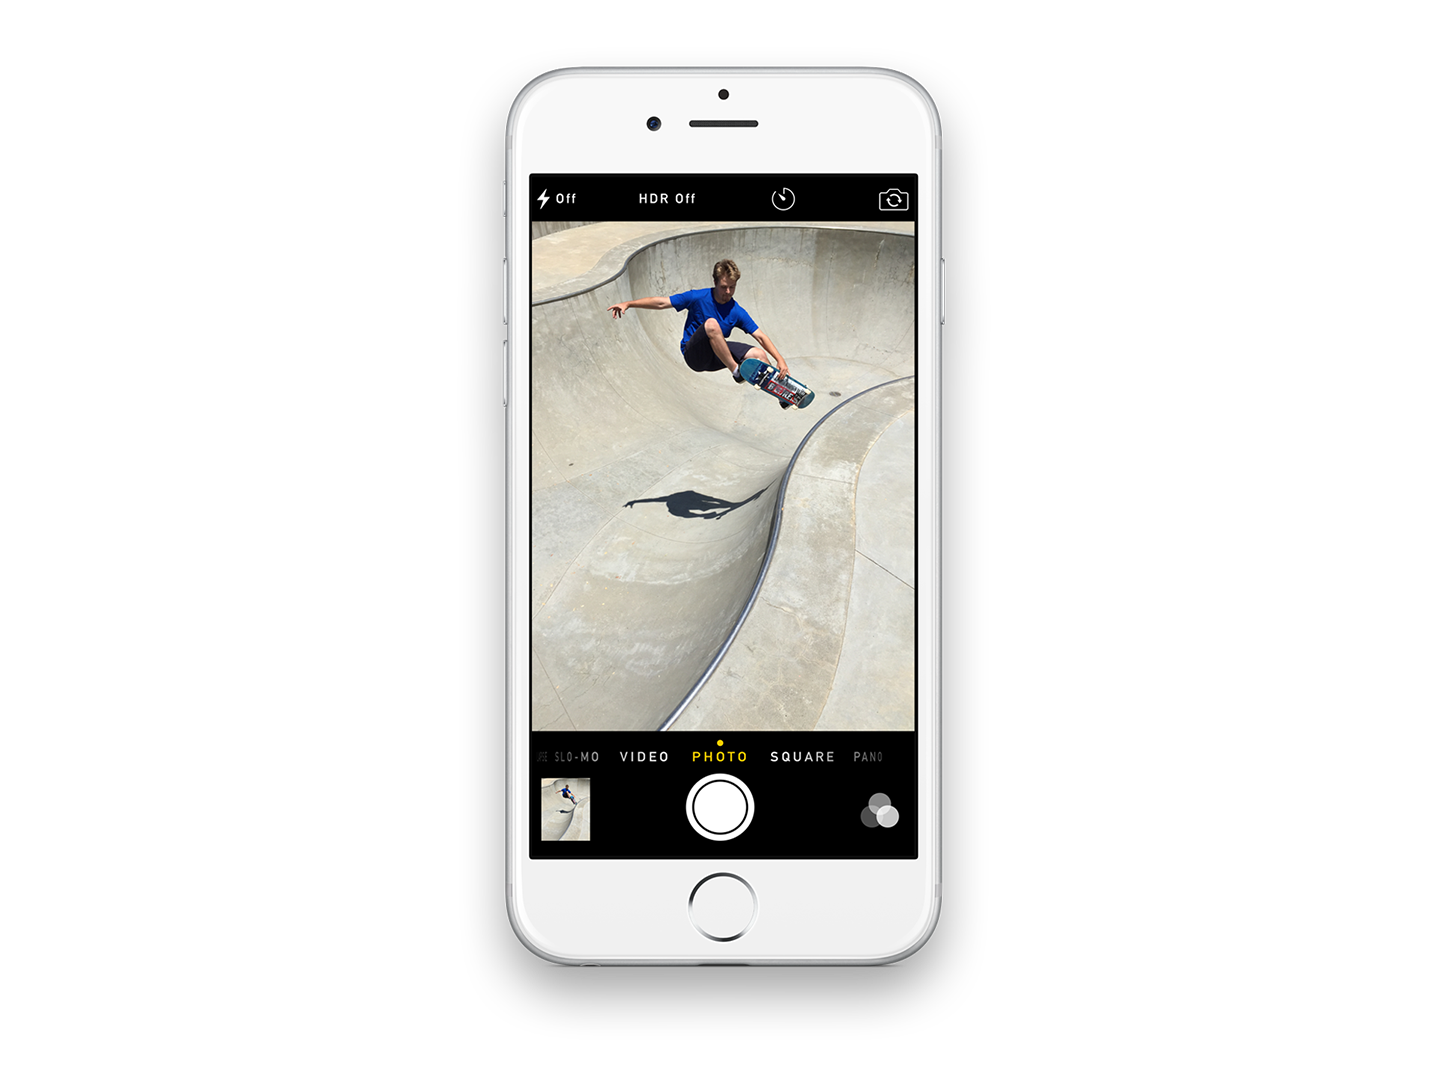 Off
HDR Off
SLO-MO VIDEO PHOTO SQUARE PANO